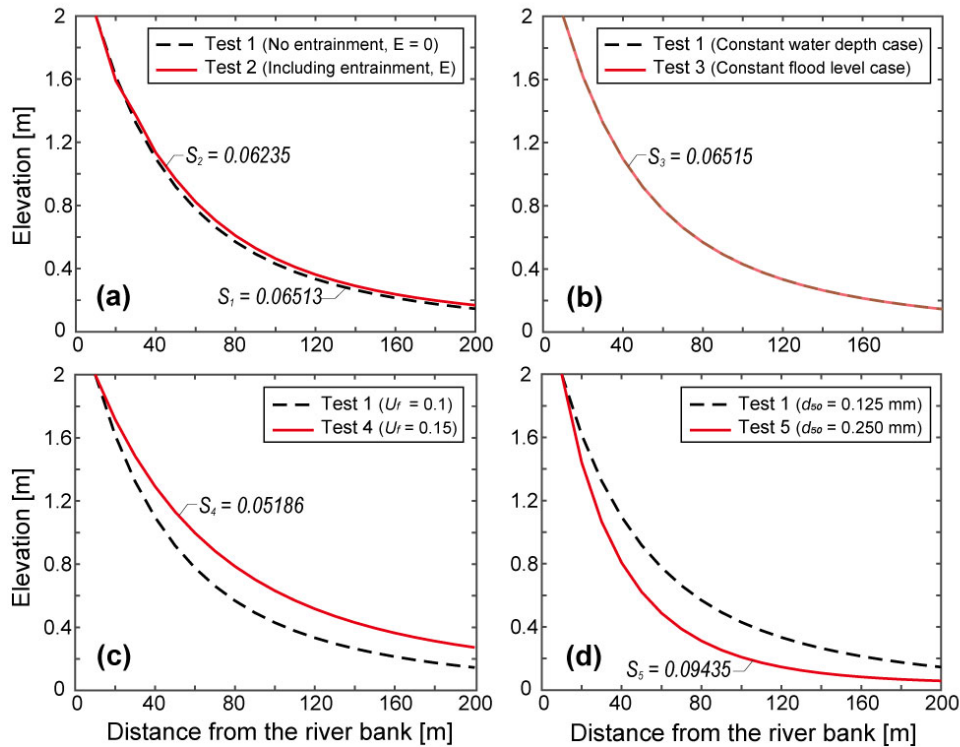 2
Test 1 (No entrainment, E = 0)
Test 2 (Including entrainment, E)
1.6
1.2
0.8
0.4
0
Elevation [m]
S₂ = 0.06235
S₁ = 0.06513
(a)
0 40 80 120 160 200
2
Test 1 (Constant water depth case)
Test 3 (Constant flood level case)
1.6
1.2
0.8
0.4
0
S₃ = 0.06515
(b)
0 40 80 120 160
2
Test 1 (U_f = 0.1)
Test 4 (U_f = 0.15)
1.6
1.2
0.8
0.4
0
Elevation [m]
S₄ = 0.05186
(c)
0 40 80 120 160 200
Distance from the river bank [m]
2
Test 1 (d₅₀ = 0.125 mm)
Test 5 (d₅₀ = 0.250 mm)
1.6
1.2
0.8
0.4
0
S₅ = 0.09435
(d)
0 40 80 120 160 200
Distance from the river bank [m]